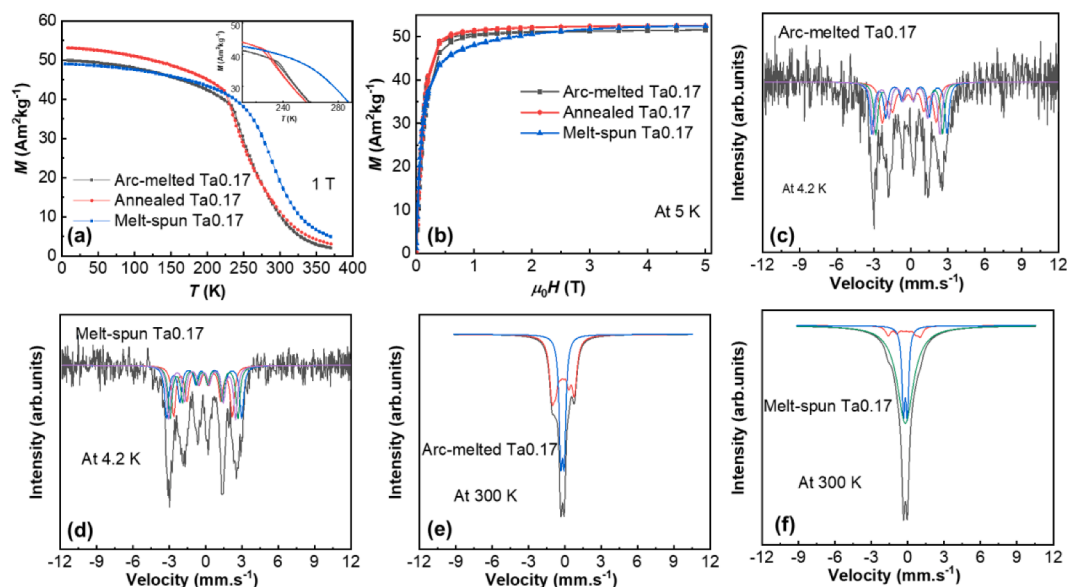 60
50
40
30
20
10
0
M (Am²kg⁻¹)
0 50 100 150 200 250 300 350 400
T (K)
Arc-melted Ta0.17
Annealed Ta0.17
Melt-spun Ta0.17
1 T
(a)
50
40
30
M (Am²kg⁻¹)
240 280
T (K)
50
40
30
20
10
0
M (Am²kg⁻¹)
0 1 2 3 4 5
μ₀H (T)
Arc-melted Ta0.17
Annealed Ta0.17
Melt-spun Ta0.17
At 5 K
(b)
Arc-melted Ta0.17
Intensity (arb.units)
At 4.2 K
(c)
-12 -9 -6 -3 0 3 6 9 12
Velocity (mm.s⁻¹)
Melt-spun Ta0.17
Intensity (arb.units)
At 4.2 K
(d)
-12 -9 -6 -3 0 3 6 9 12
Velocity (mm.s⁻¹)
Intensity (arb.units)
Arc-melted Ta0.17
At 300 K
(e)
-12 -9 -6 -3 0 3 6 9 12
Velocity (mm.s⁻¹)
Intensity (arb.units)
Melt-spun Ta0.17
At 300 K
(f)
-12 -9 -6 -3 0 3 6 9 12
Velocity (mm.s⁻¹)